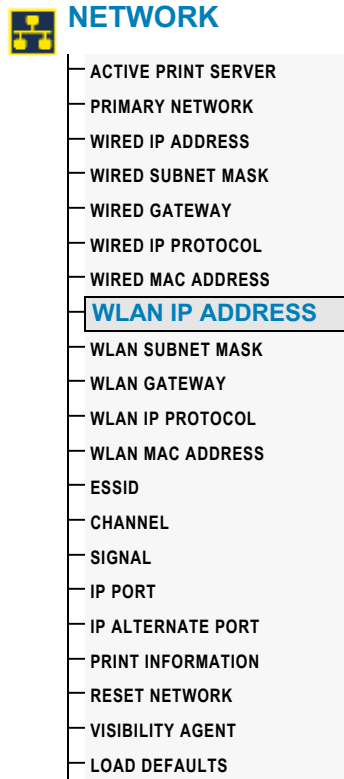 NETWORK
ACTIVE PRINT SERVER
PRIMARY NETWORK
WIRED IP ADDRESS
WIRED SUBNET MASK
WIRED GATEWAY
WIRED IP PROTOCOL
WIRED MAC ADDRESS
WLAN IP ADDRESS
WLAN SUBNET MASK
WLAN GATEWAY
WLAN IP PROTOCOL
WLAN MAC ADDRESS
ESSID
CHANNEL
SIGNAL
IP PORT
IP ALTERNATE PORT
PRINT INFORMATION
RESET NETWORK
VISIBILITY AGENT
LOAD DEFAULTS